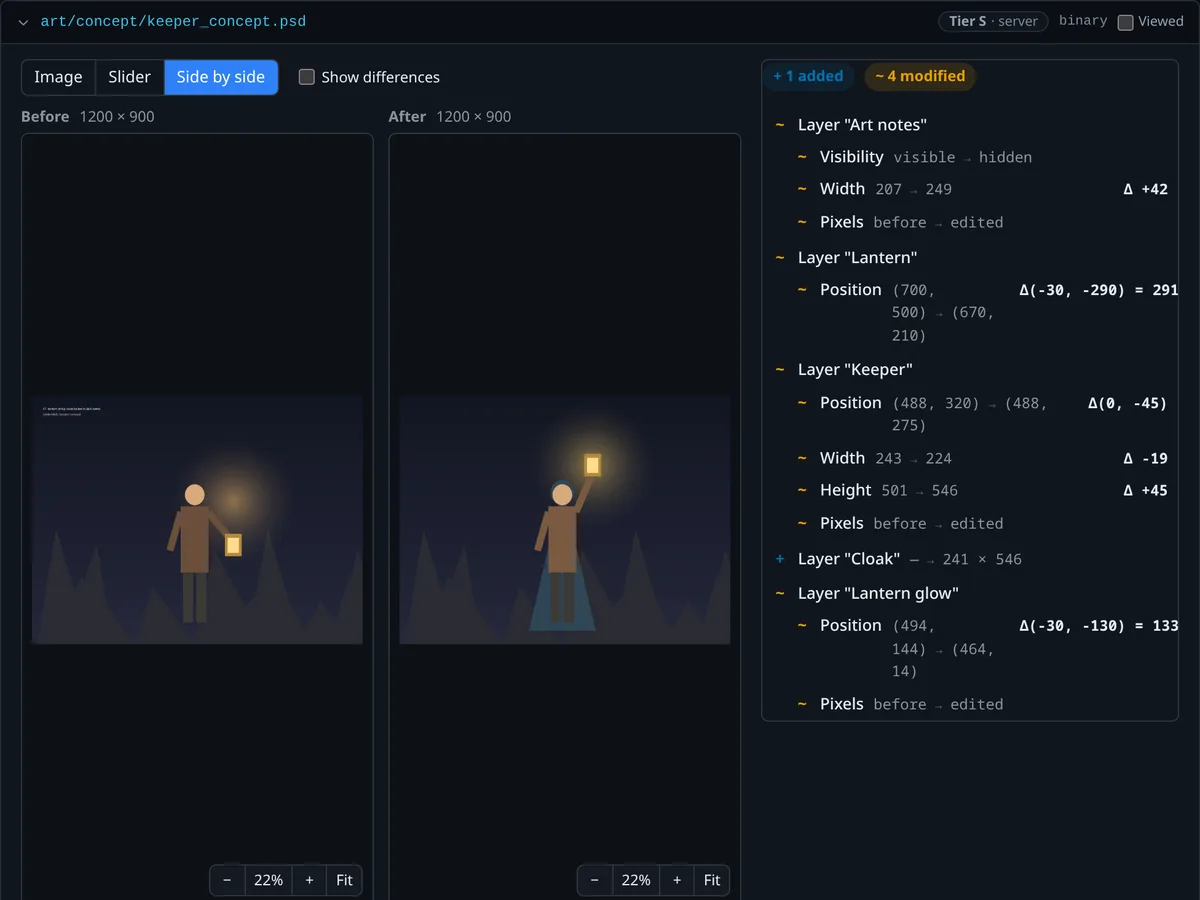 art/concept/keeper_concept.psd
Tier S · server
binary
Viewed
Image
Slider
Side by side
Show differences
Before 1200 × 900
After 1200 × 900
− 22% + Fit
− 22% + Fit
+ 1 added
~ 4 modified
~ Layer "Art notes"
~ Visibility visible → hidden
~ Width 207 → 249 Δ +42
~ Pixels before → edited
~ Layer "Lantern"
~ Position (700, Δ(-30, -290) = 291
500) → (670,
210)
~ Layer "Keeper"
~ Position (488, 320) → (488, Δ(0, -45)
275)
~ Width 243 → 224 Δ -19
~ Height 501 → 546 Δ +45
~ Pixels before → edited
+ Layer "Cloak" — → 241 × 546
~ Layer "Lantern glow"
~ Position (494, Δ(-30, -130) = 133
144) → (464,
14)
~ Pixels before → edited